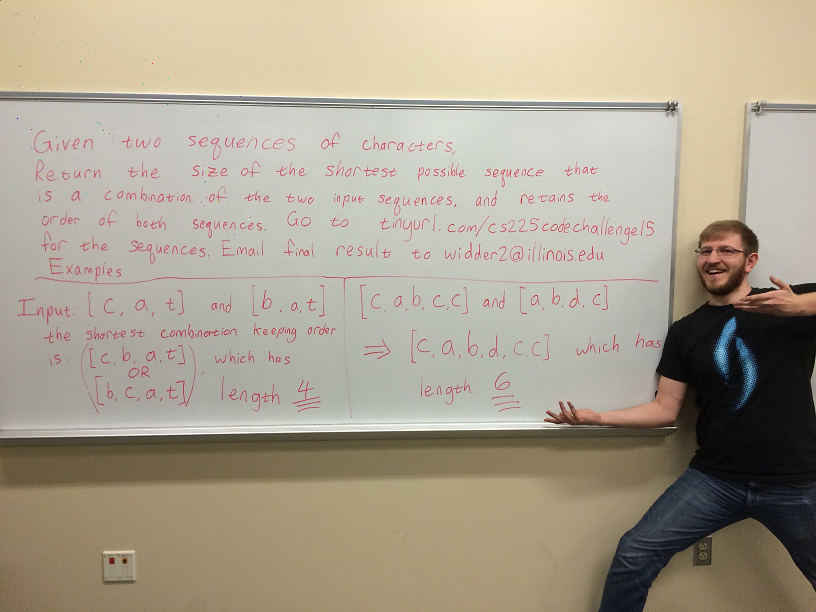 Given two sequences of characters,
Return the size of the shortest possible sequence that
is a combination of the two input sequences, and retains the
order of both sequences. Go to tinyurl.com/cs225codechallenge15
for the sequences. Email final result to widder2@illinois.edu
Examples
Input: [c, a, t] and [b, a, t]
the shortest combination keeping order
is: ([c, b, a, t] OR [b, c, a, t]), which has
length 4
[c, a, b, c, c] and [a, b, d, c]
⇒ [c, a, b, d, c, c] which has
length 6